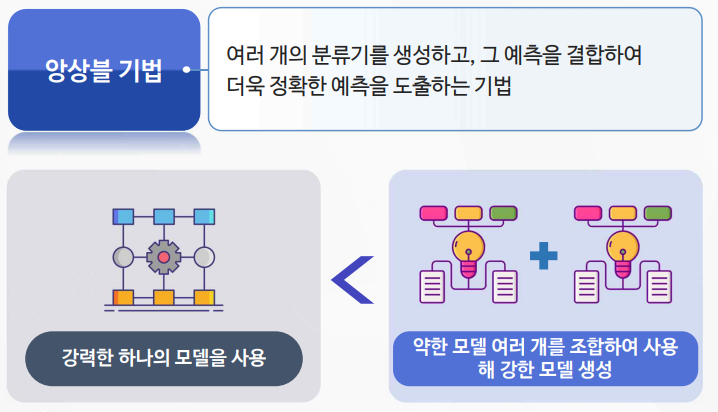 앙상블 기법
여러 개의 분류기를 생성하고, 그 예측을 결합하여
더욱 정확한 예측을 도출하는 기법
강력한 하나의 모델을 사용
약한 모델 여러 개를 조합하여 사용
해 강한 모델 생성